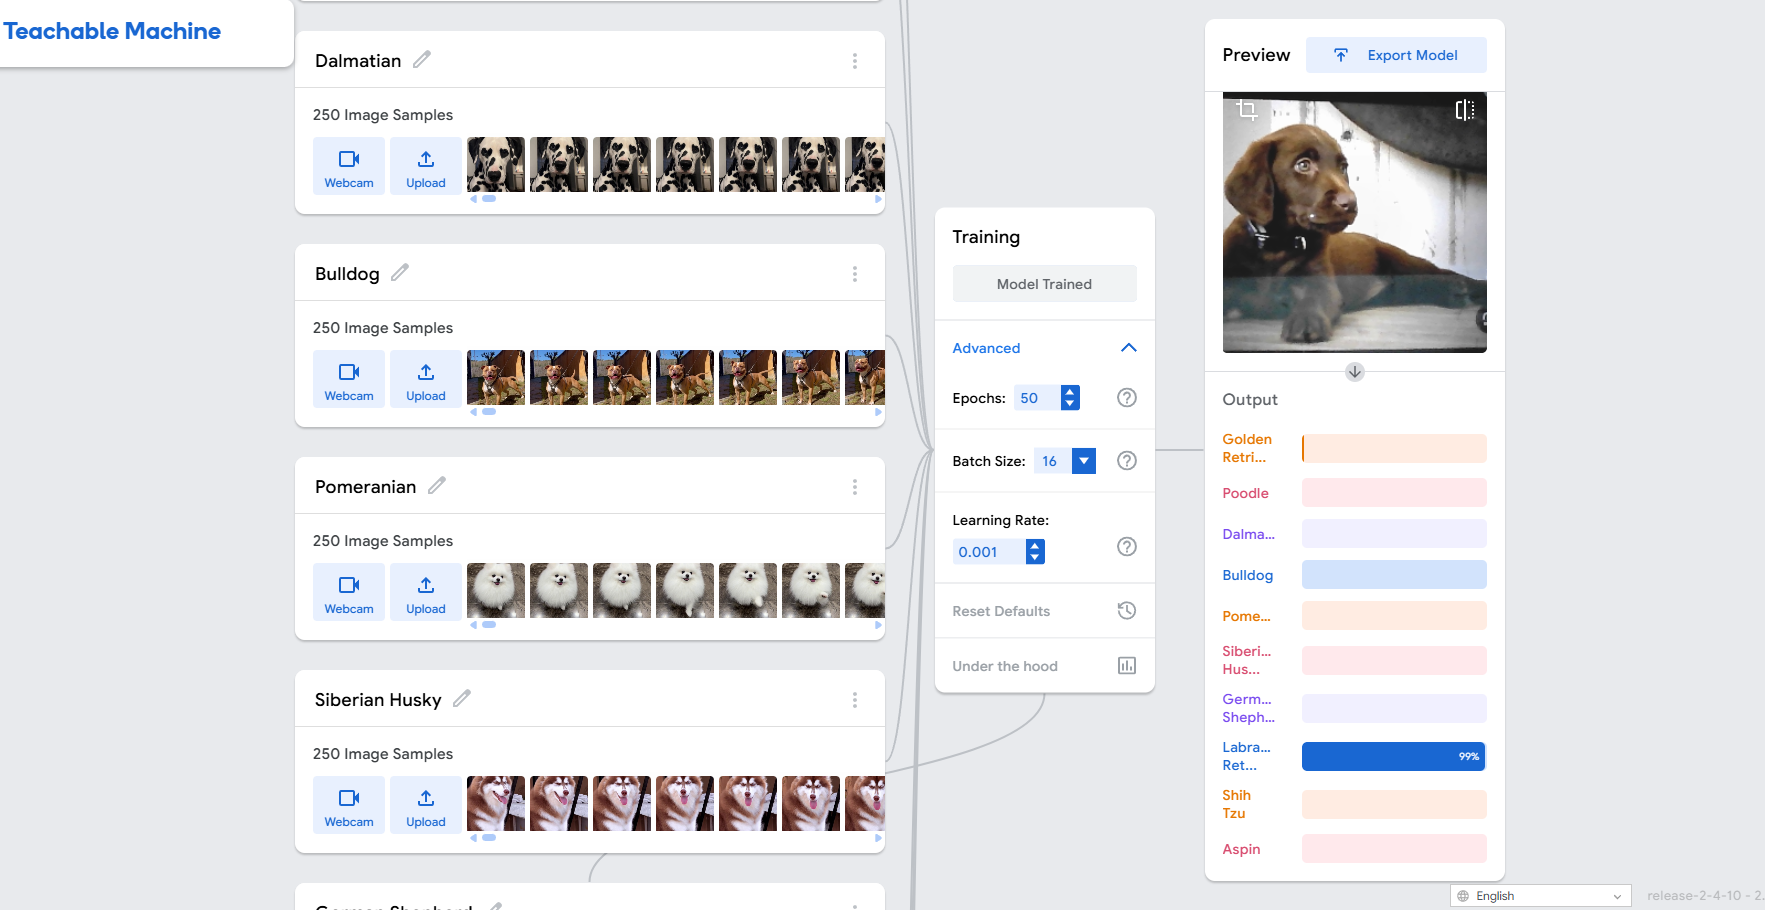 Teachable Machine
Dalmatian
250 Image Samples
Webcam
Upload
Bulldog
250 Image Samples
Webcam
Upload
Pomeranian
250 Image Samples
Webcam
Upload
Siberian Husky
250 Image Samples
Webcam
Upload
German Shepherd
Training
Model Trained
Advanced
Epochs: 50
Batch Size: 16
Learning Rate:
0.001
Reset Defaults
Under the hood
Preview
Export Model
Output
Golden
Retri...
Poodle
Dalma...
Bulldog
Pome...
Siberi...
Hus...
Germ...
Sheph...
Labra...
Ret...
99%
Shih
Tzu
Aspin
English
release-2-4-10 - 2.